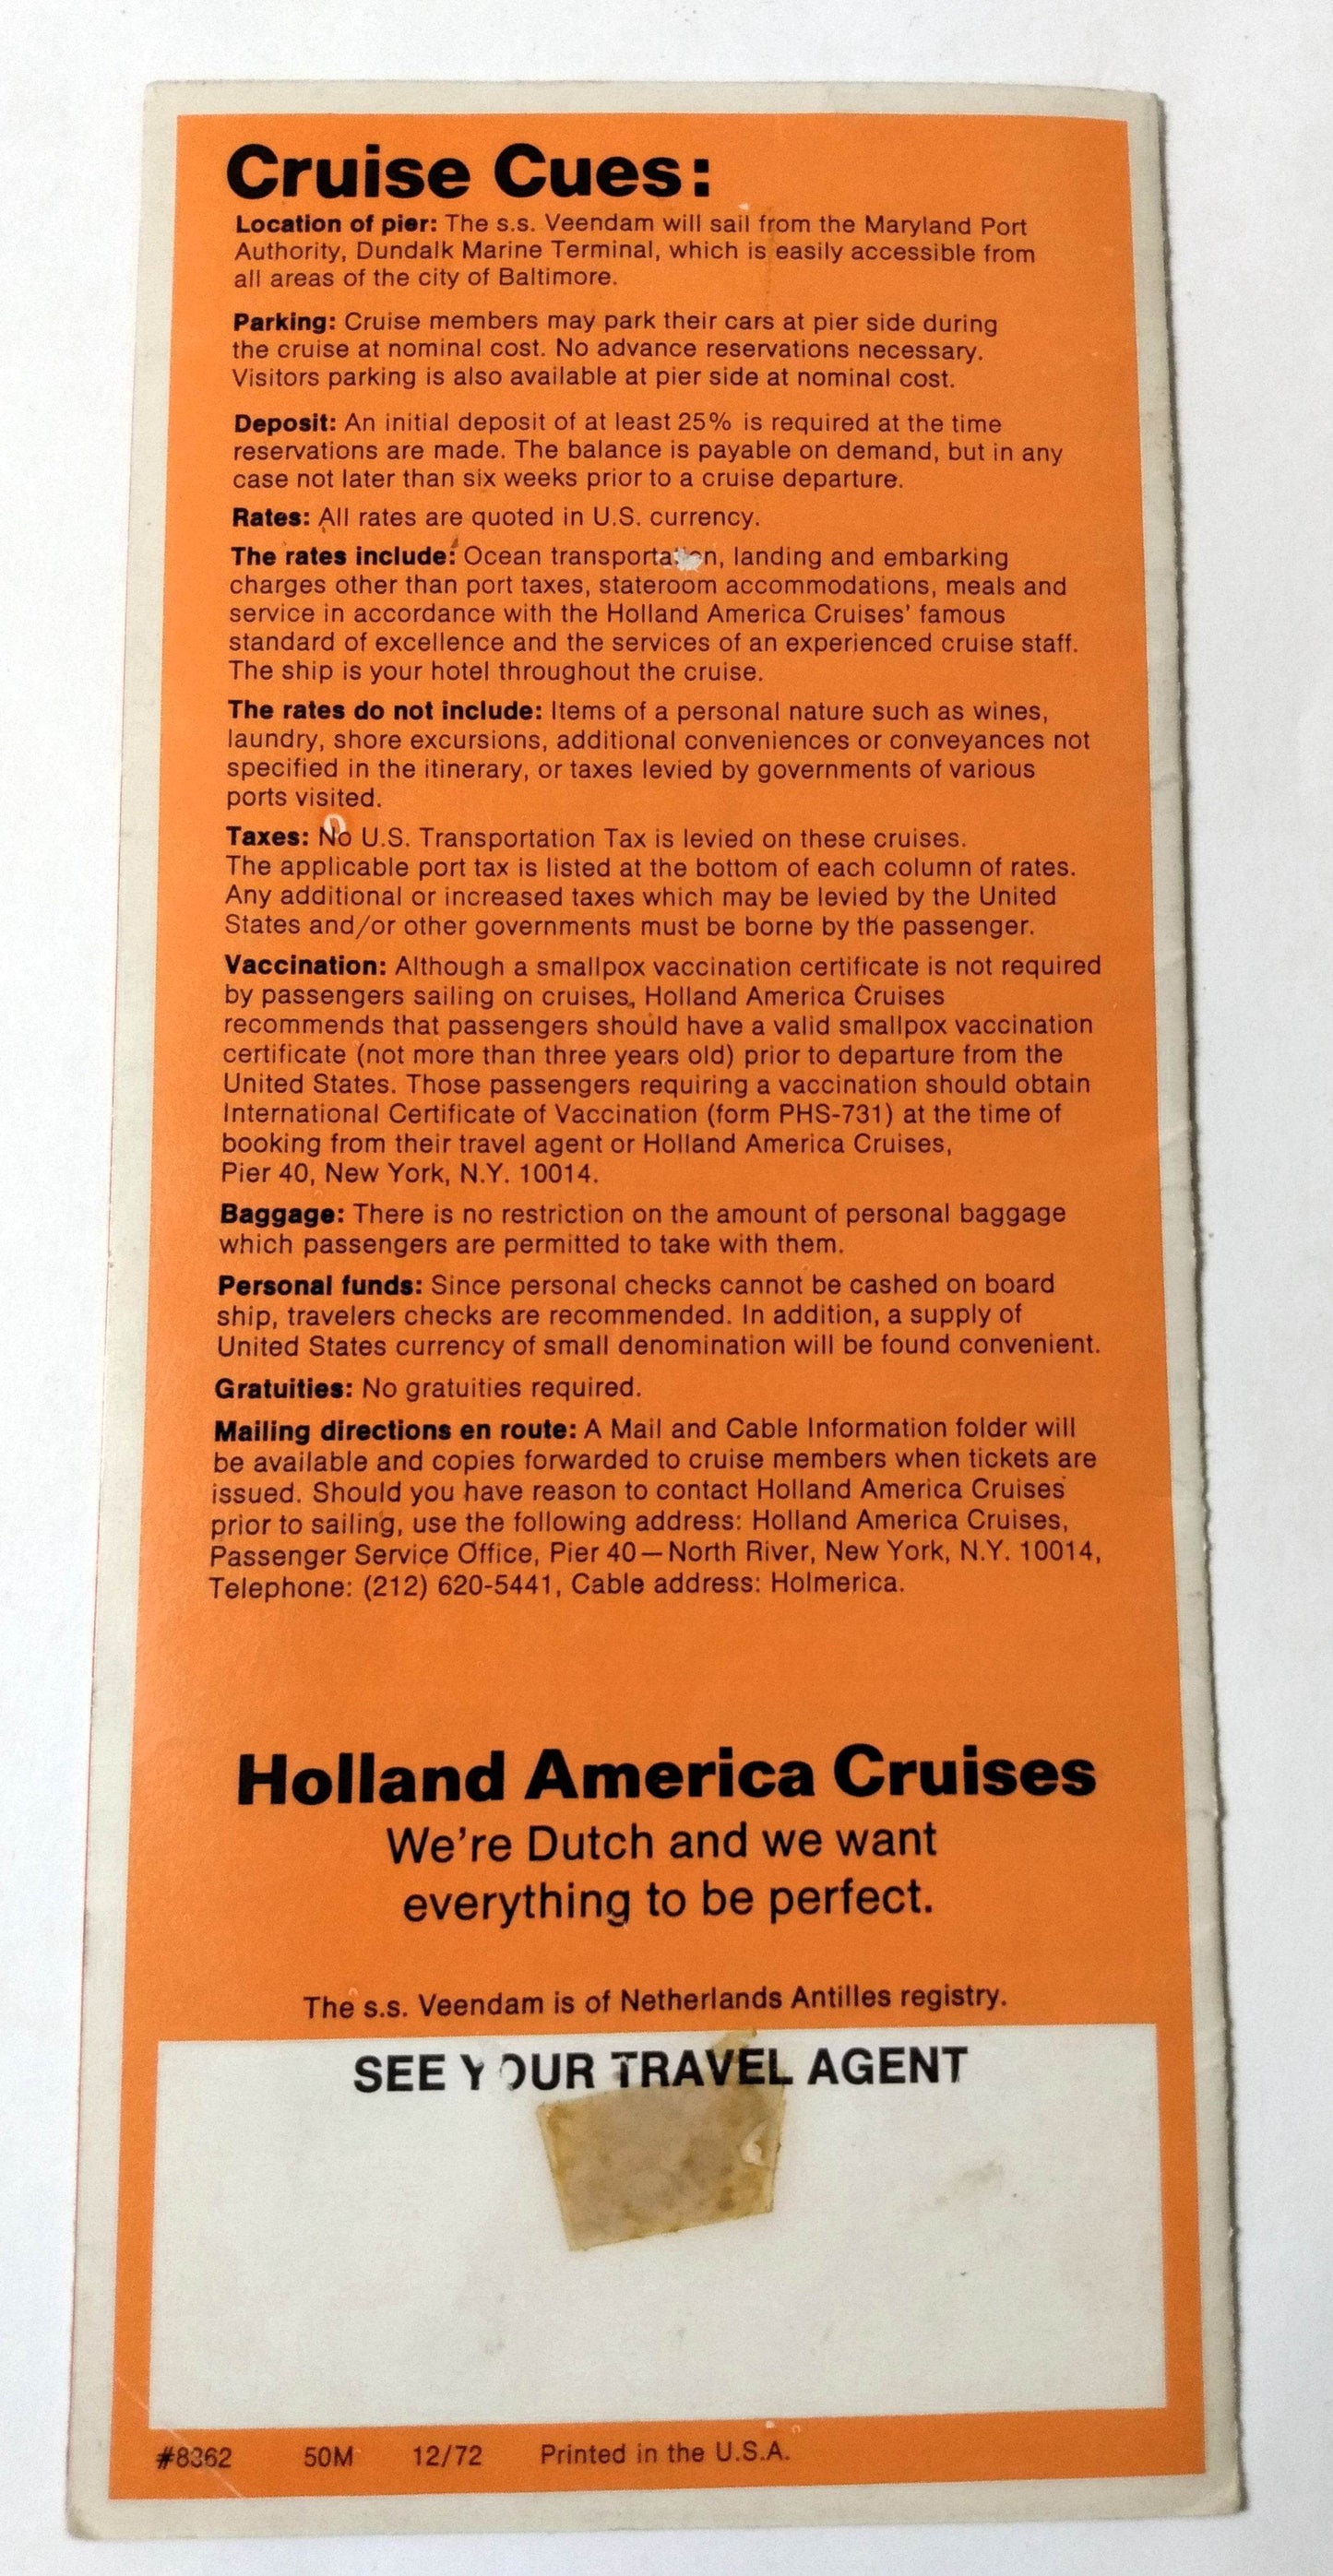 Cruise Cues:
Location of pier: The s.s. Veendam will sail from the Maryland Port
Authority, Dundalk Marine Terminal, which is easily accessible from
all areas of the city of Baltimore.
Parking: Cruise members may park their cars at pier side during
the cruise at nominal cost. No advance reservations necessary.
Visitors parking is also available at pier side at nominal cost.
Deposit: An initial deposit of at least 25% is required at the time
reservations are made. The balance is payable on demand, but in any
case not later than six weeks prior to a cruise departure.
Rates: All rates are quoted in U.S. currency.
The rates include: Ocean transportation, landing and embarking
charges other than port taxes, stateroom accommodations, meals and
service in accordance with the Holland America Cruises' famous
standard of excellence and the services of an experienced cruise staff.
The ship is your hotel throughout the cruise.
The rates do not include: Items of a personal nature such as wines,
laundry, shore excursions, additional conveniences or conveyances not
specified in the itinerary, or taxes levied by governments of various
ports visited.
Taxes: No U.S. Transportation Tax is levied on these cruises.
The applicable port tax is listed at the bottom of each column of rates.
Any additional or increased taxes which may be levied by the United
States and/or other governments must be borne by the passenger.
Vaccination: Although a smallpox vaccination certificate is not required
by passengers sailing on cruises, Holland America Cruises
recommends that passengers should have a valid smallpox vaccination
certificate (not more than three years old) prior to departure from the
United States. Those passengers requiring a vaccination should obtain
International Certificate of Vaccination (form PHS-731) at the time of
booking from their travel agent or Holland America Cruises,
Pier 40, New York, N.Y. 10014.
Baggage: There is no restriction on the amount of personal baggage
which passengers are permitted to take with them.
Personal funds: Since personal checks cannot be cashed on board
ship, travelers checks are recommended. In addition, a supply of
United States currency of small denomination will be found convenient.
Gratuities: No gratuities required.
Mailing directions en route: A Mail and Cable Information folder will
be available and copies forwarded to cruise members when tickets are
issued. Should you have reason to contact Holland America Cruises
prior to sailing, use the following address: Holland America Cruises,
Passenger Service Office, Pier 40—North River, New York, N.Y. 10014,
Telephone: (212) 620-5441, Cable address: Holmerica.
Holland America Cruises
We're Dutch and we want
everything to be perfect.
The s.s. Veendam is of Netherlands Antilles registry.
SEE YOUR TRAVEL AGENT
#8362 50M 12/72 Printed in the U.S.A.